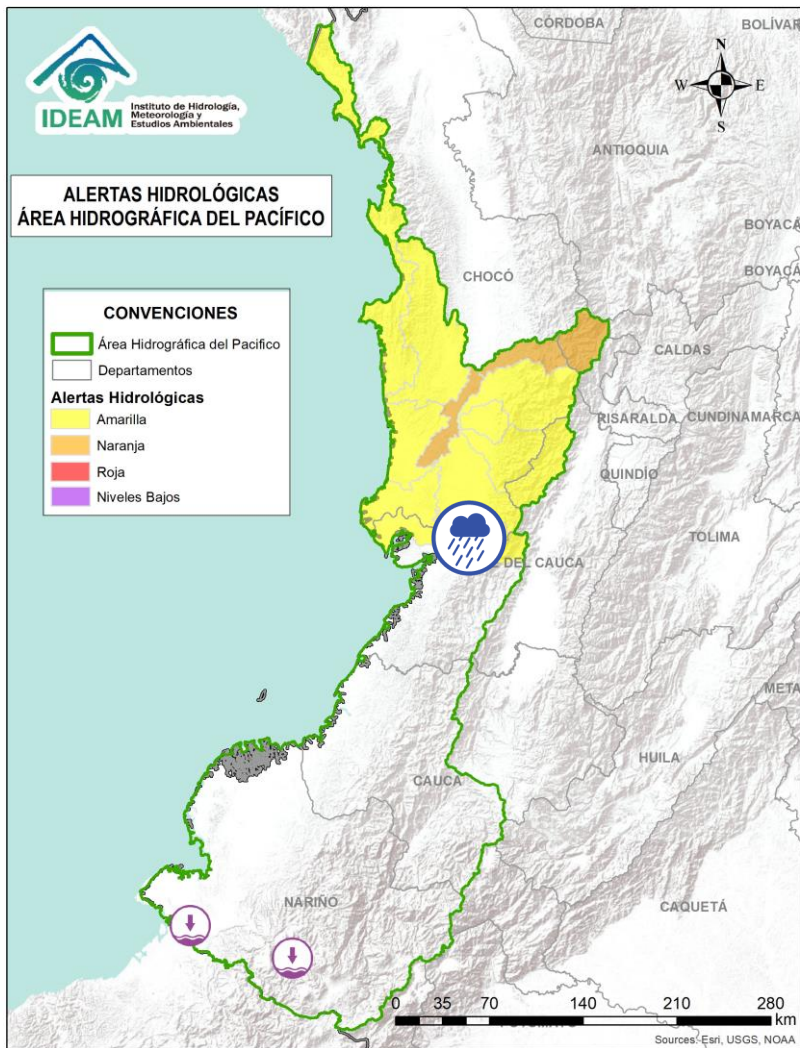 CÓRDOBA
BOLÍVAR
IDEAM
Instituto de Hidrología,
Meteorología y
Estudios Ambientales
N
W
E
S
ANTIOQUIA
ALERTAS HIDROLÓGICAS
ÁREA HIDROGRÁFICA DEL PACÍFICO
BOYACÁ
BOYACÁ
CHOCÓ
CONVENCIONES
Área Hidrográfica del Pacifico
Departamentos
Alertas Hidrológicas
Amarilla
Naranja
Roja
Niveles Bajos
CALDAS
RISARALDA
CUNDINAMARCA
QUINDÍO
TOLIMA
DEL CAUCA
META
HUILA
CAUCA
NARIÑO
CAQUETÁ
0 35 70 140 210 280
km
Sources: Esri, USGS, NOAA